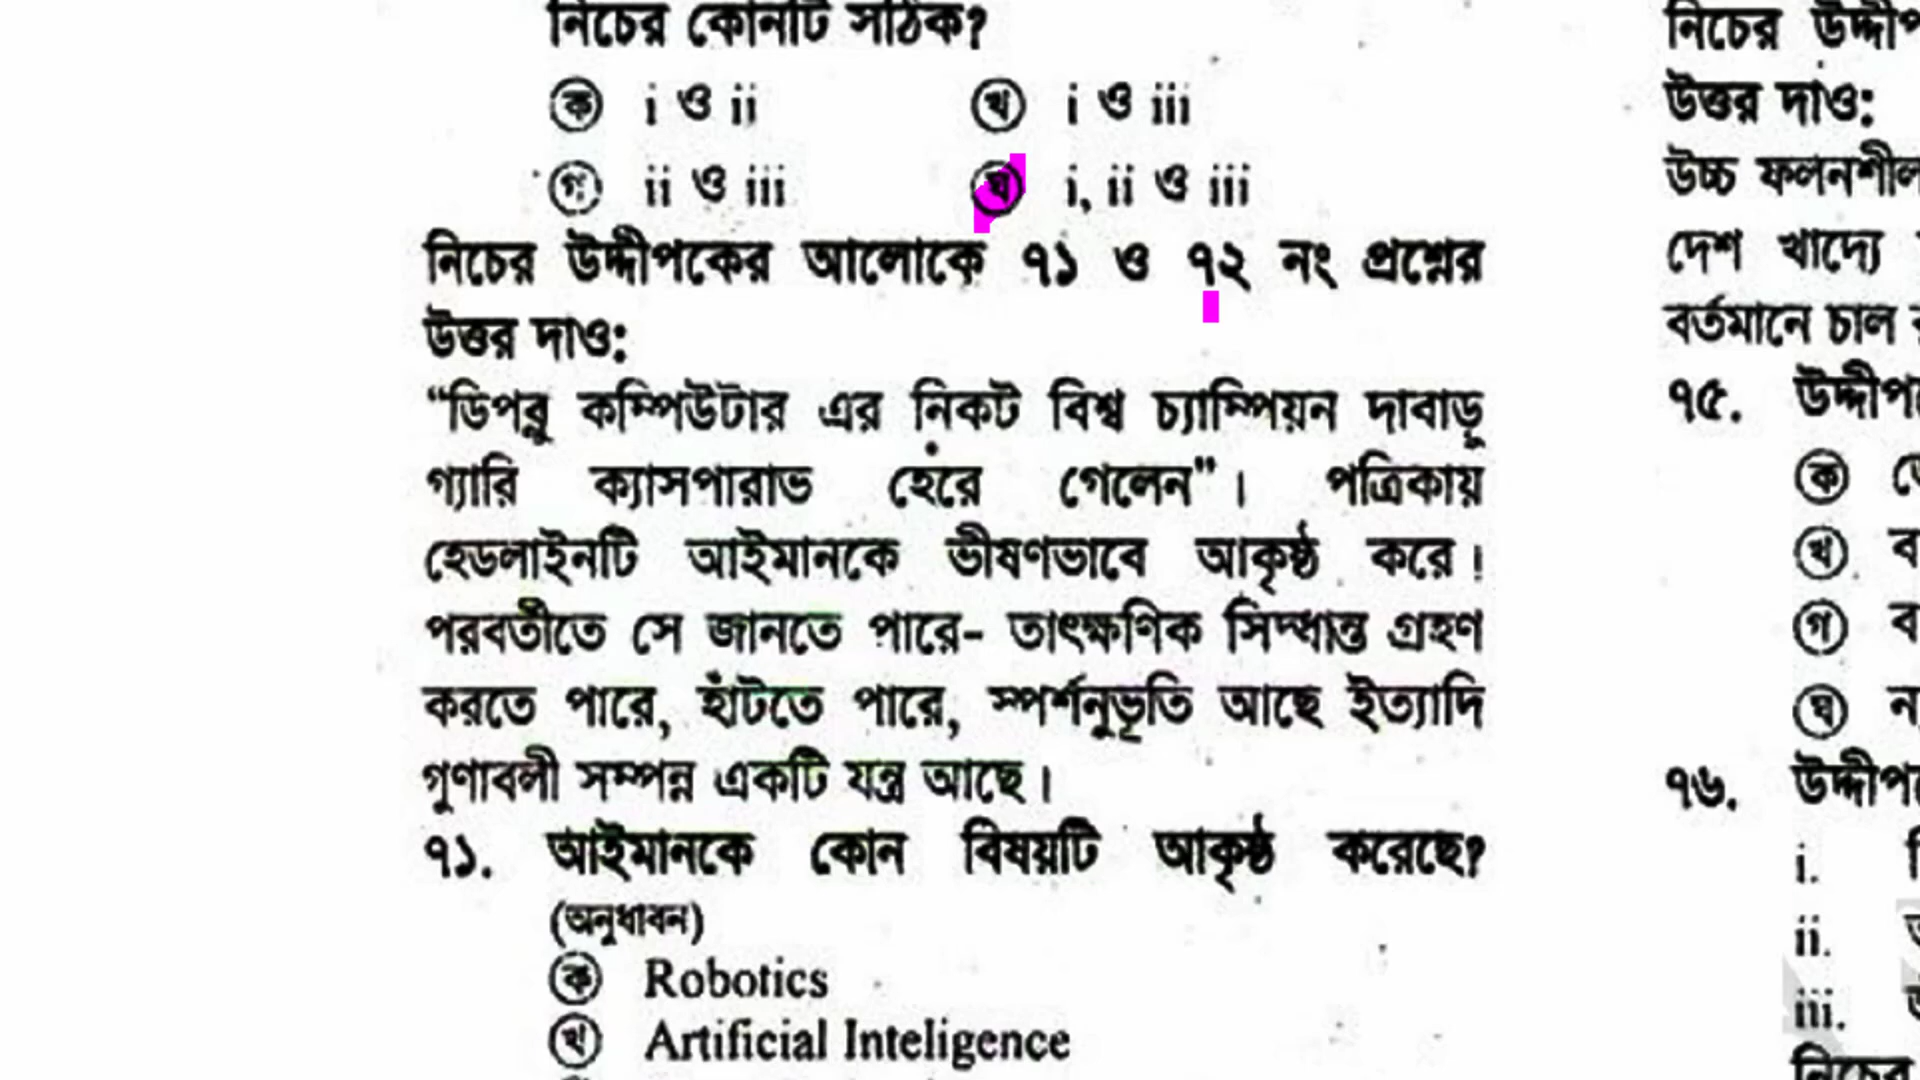 নিচের কোনটি সঠিক?
ক i ও ii
খ i ও iii
গ ii ও iii
ঘ i, ii ও iii
নিচের উদ্দীপকের আলোকে ৭১ ও ৭২ নং প্রশ্নের
উত্তর দাও:
“ডিপব্লু কম্পিউটার এর নিকট বিশ্ব চ্যাম্পিয়ন দাবাড়ু
গ্যারি ক্যাসপারাভ হেরে গেলেন”। পত্রিকায়
হেডলাইনটি আইমানকে ভীষণভাবে আকৃষ্ঠ করে।
পরবর্তীতে সে জানতে পারে- তাৎক্ষণিক সিদ্ধান্ত গ্রহণ
করতে পারে, হাঁটতে পারে, স্পর্শনুভূতি আছে ইত্যাদি
গুণাবলী সম্পন্ন একটি যন্ত্র আছে।
৭১. আইমানকে কোন বিষয়টি আকৃষ্ঠ করেছে?
(অনুধাবন)
ক Robotics
খ Artificial Inteligence
নিচের
উত্তর দাও:
উচ্চ ফলনশীল
দেশ খাদ্যে
বর্তমানে চাল
৭৫.
ক
খ
গ
ঘ
৭৬.
i.
ii.
iii.
নিচের